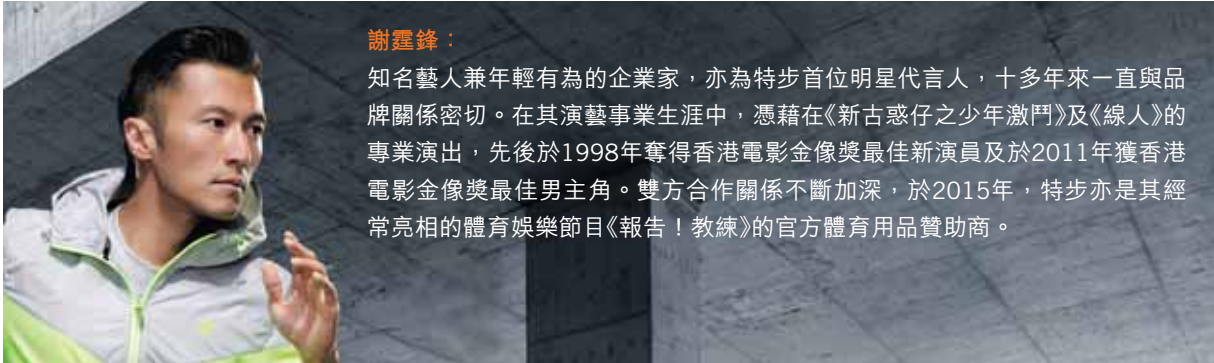 謝霆鋒：
知名藝人兼年輕有為的企業家，亦為特步首位明星代言人，十多年來一直與品
牌關係密切。在其演藝事業生涯中，憑藉在《新古惑仔之少年激鬥》及《線人》的
專業演出，先後於1998年奪得香港電影金像獎最佳新演員及於2011年獲香港
電影金像獎最佳男主角。雙方合作關係不斷加深，於2015年，特步亦是其經
常亮相的體育娛樂節目《報告！教練》的官方體育用品贊助商。